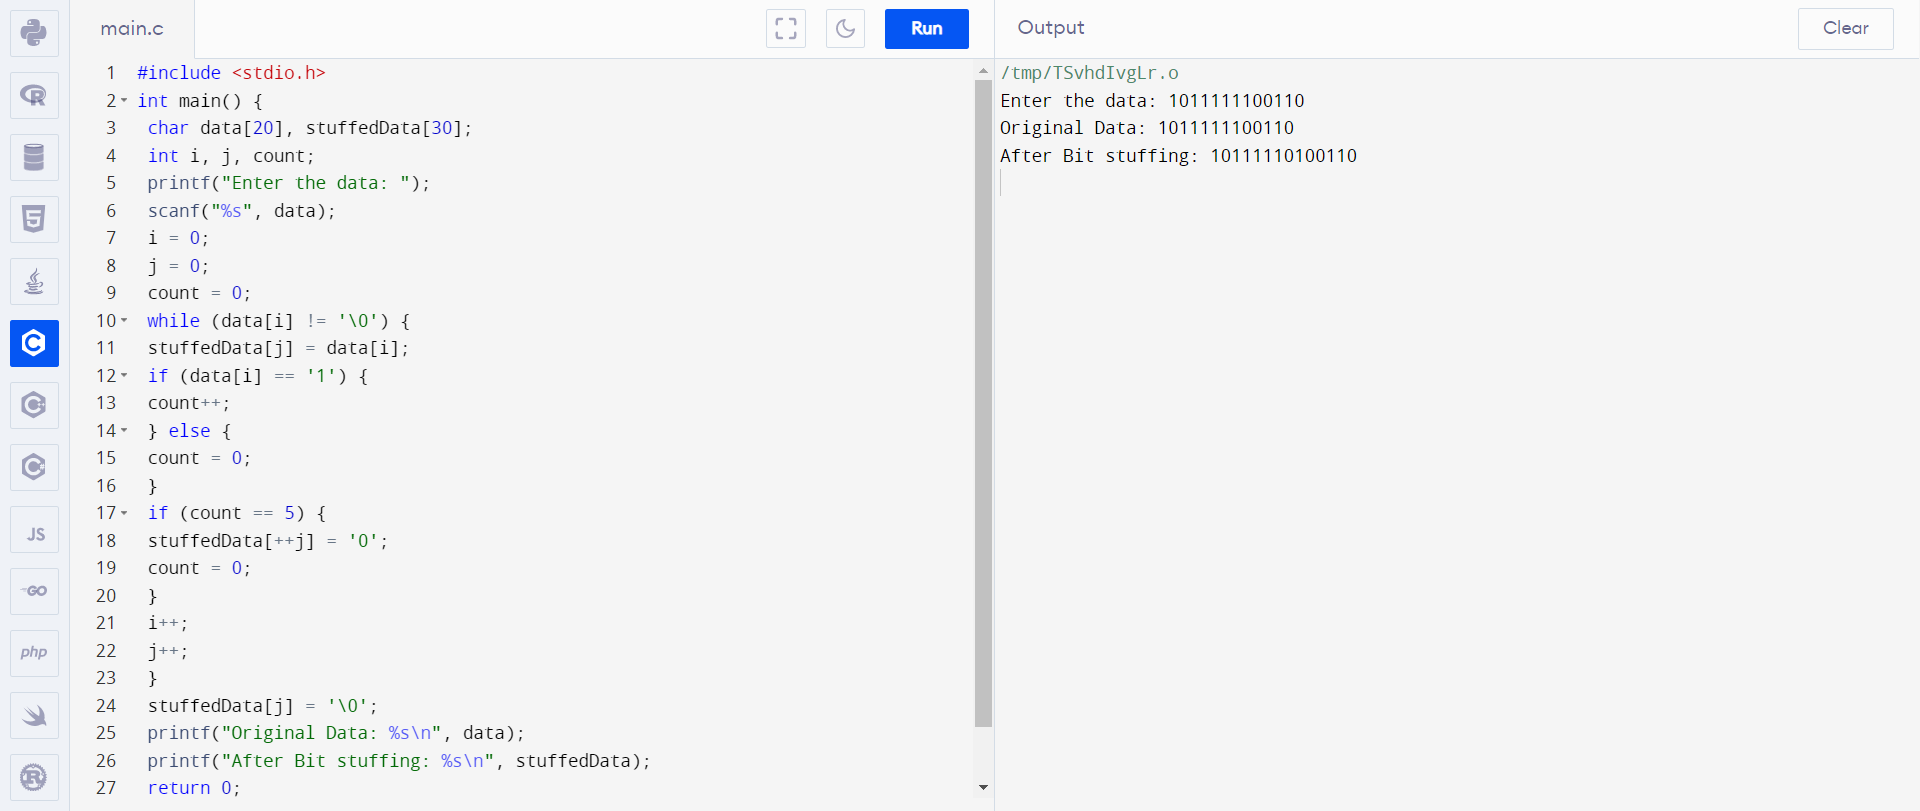 main.c
Run
Output
Clear
1 #include <stdio.h>
2 int main() {
3 char data[20], stuffedData[30];
4 int i, j, count;
5 printf("Enter the data: ");
6 scanf("%s", data);
7 i = 0;
8 j = 0;
9 count = 0;
10 while (data[i] != '\0') {
11 stuffedData[j] = data[i];
12 if (data[i] == '1') {
13 count++;
14 } else {
15 count = 0;
16 }
17 if (count == 5) {
18 stuffedData[++j] = '0';
19 count = 0;
20 }
21 i++;
22 j++;
23 }
24 stuffedData[j] = '\0';
25 printf("Original Data: %s\n", data);
26 printf("After Bit stuffing: %s\n", stuffedData);
27 return 0;
/tmp/TSvhdIvgLr.o
Enter the data: 1011111100110
Original Data: 1011111100110
After Bit stuffing: 10111110100110
R
5
C
C
C
JS
GO
php
R